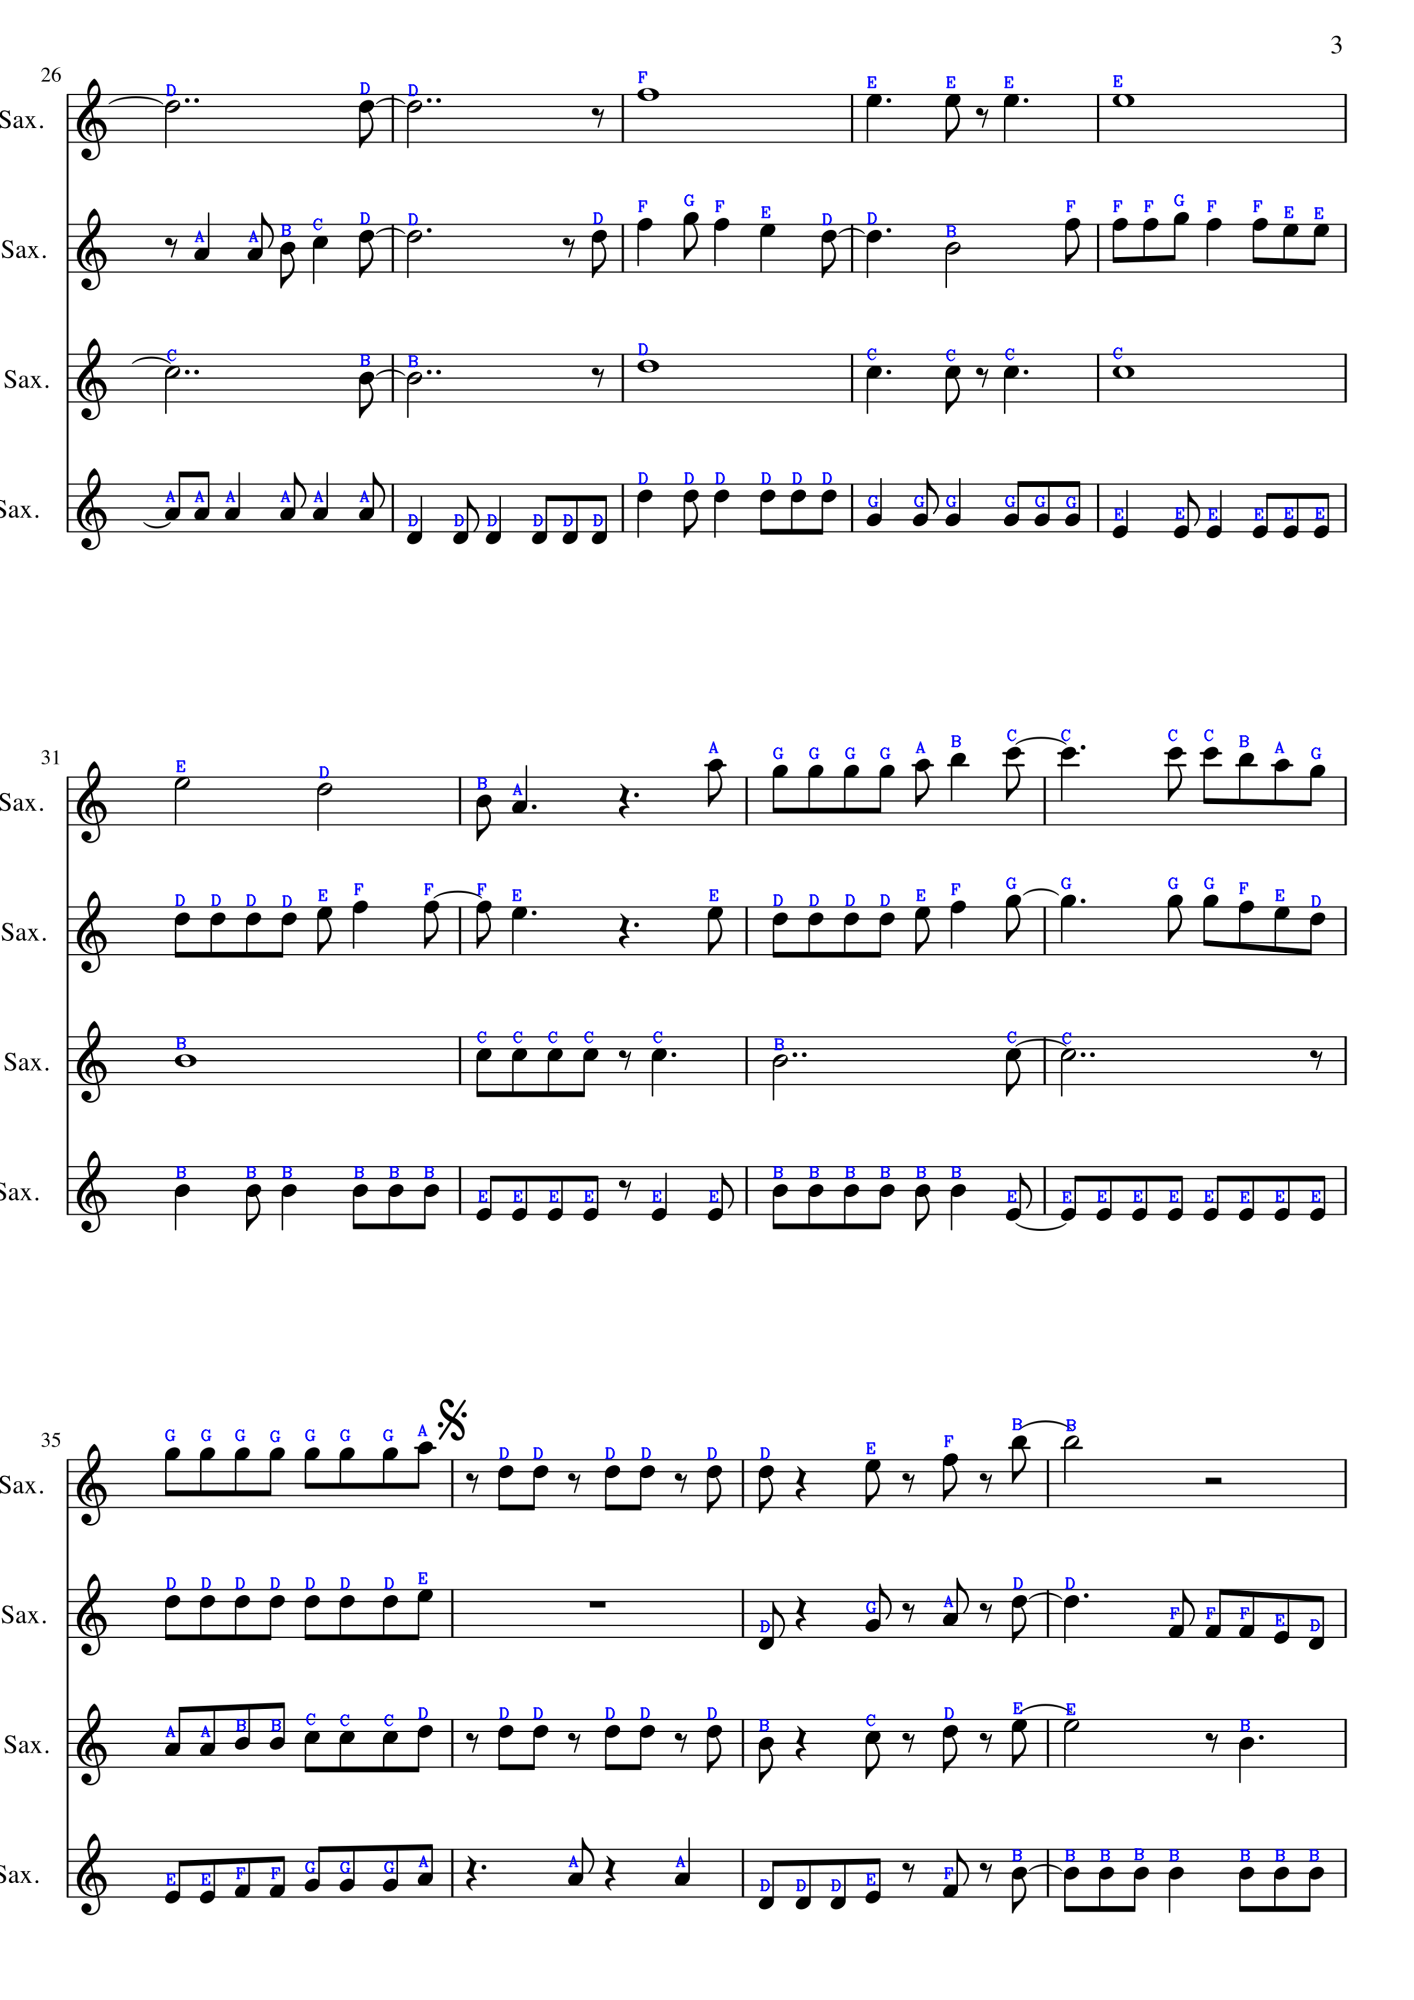 3
26
D D D F E E E E
Sax.
A A B C D D D F G F E D D B F F F G F F E E
Sax.
C B B D C C C C
Sax.
A A A A A A D D D D D D D D D D D D G G G G G G E E E E E E
Sax.
31
E D B A A G G G G A B C C C C B A G
Sax.
D D D D E F F F E E D D D D E F G G G G F E D
Sax.
B C C C C C B C C
Sax.
B B B B B B E E E E E E B B B B B B E E E E E E E E E
Sax.
35
G G G G G G G A D D D D D D E F B B
Sax.
D D D D D D D E D G A D D F F F E D
Sax.
A A B B C C C D D D D D D B C D E E B
Sax.
E E F F G G G A A A D D D E F B B B B B B B B
Sax.